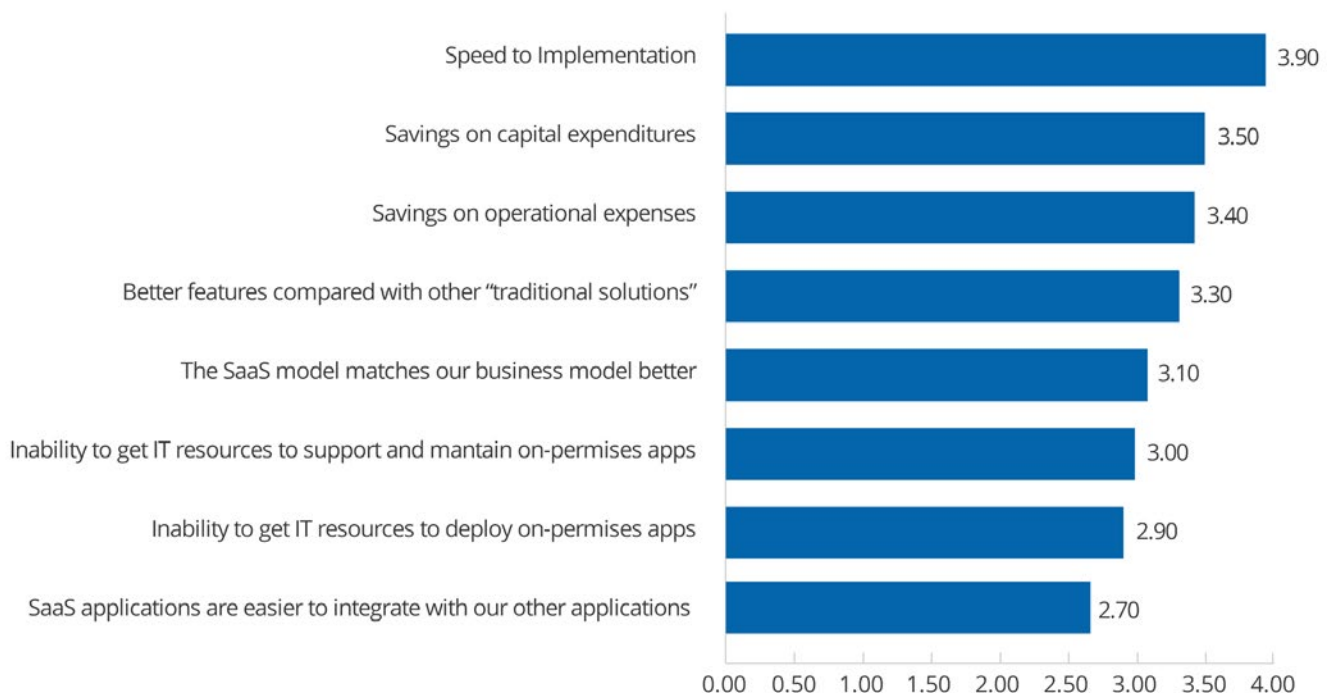 Speed to Implementation 3.90
Savings on capital expenditures 3.50
Savings on operational expenses 3.40
Better features compared with other “traditional solutions” 3.30
The SaaS model matches our business model better 3.10
Inability to get IT resources to support and mantain on-permises apps 3.00
Inability to get IT resources to deploy on-permises apps 2.90
SaaS applications are easier to integrate with our other applications 2.70
0.00 0.50 1.00 1.50 2.00 2.50 3.00 3.50 4.00